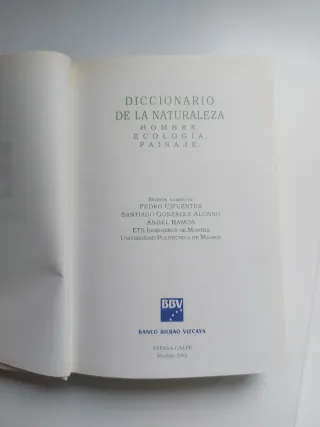 DICCIONARIO
DE LA NATURALEZA
HOMBRE,
ECOLOGÍA,
PAISAJE
PEDRO CIFUENTES
SANTIAGO GONZÁLEZ ALONSO
ÁNGEL RAMOS
ETS INGENIEROS DE MONTES
UNIVERSIDAD POLITÉCNICA DE MADRID
BBV
BANCO BILBAO VIZCAYA
ESPASA CALPE